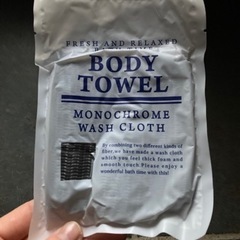 FRESH AND RELAXED
BODY
TOWEL
MONOCHROME
WASH CLOTH
By combining two different kinds of
fiber, we have made a wash cloth
which you feel thick foam and
smooth touch. Please enjoy a
wonderful bath time with this!